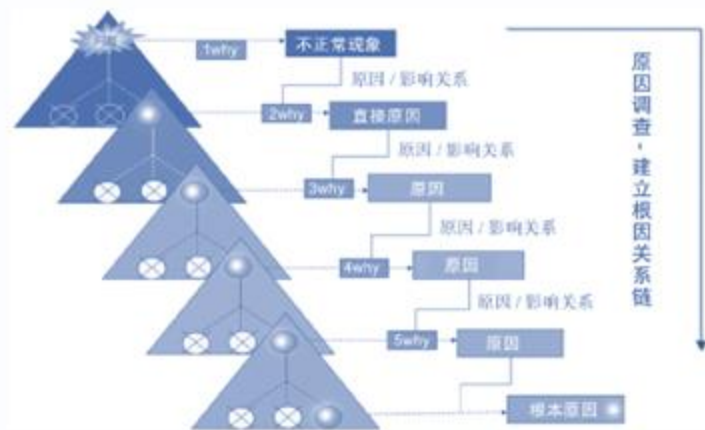 1why
不正常现象
原因 / 影响关系
2why
直接原因
原因 / 影响关系
3why
原因
原因 / 影响关系
4why
原因
原因 / 影响关系
5why
原因
根本原因
原因调查，建立根因关系链